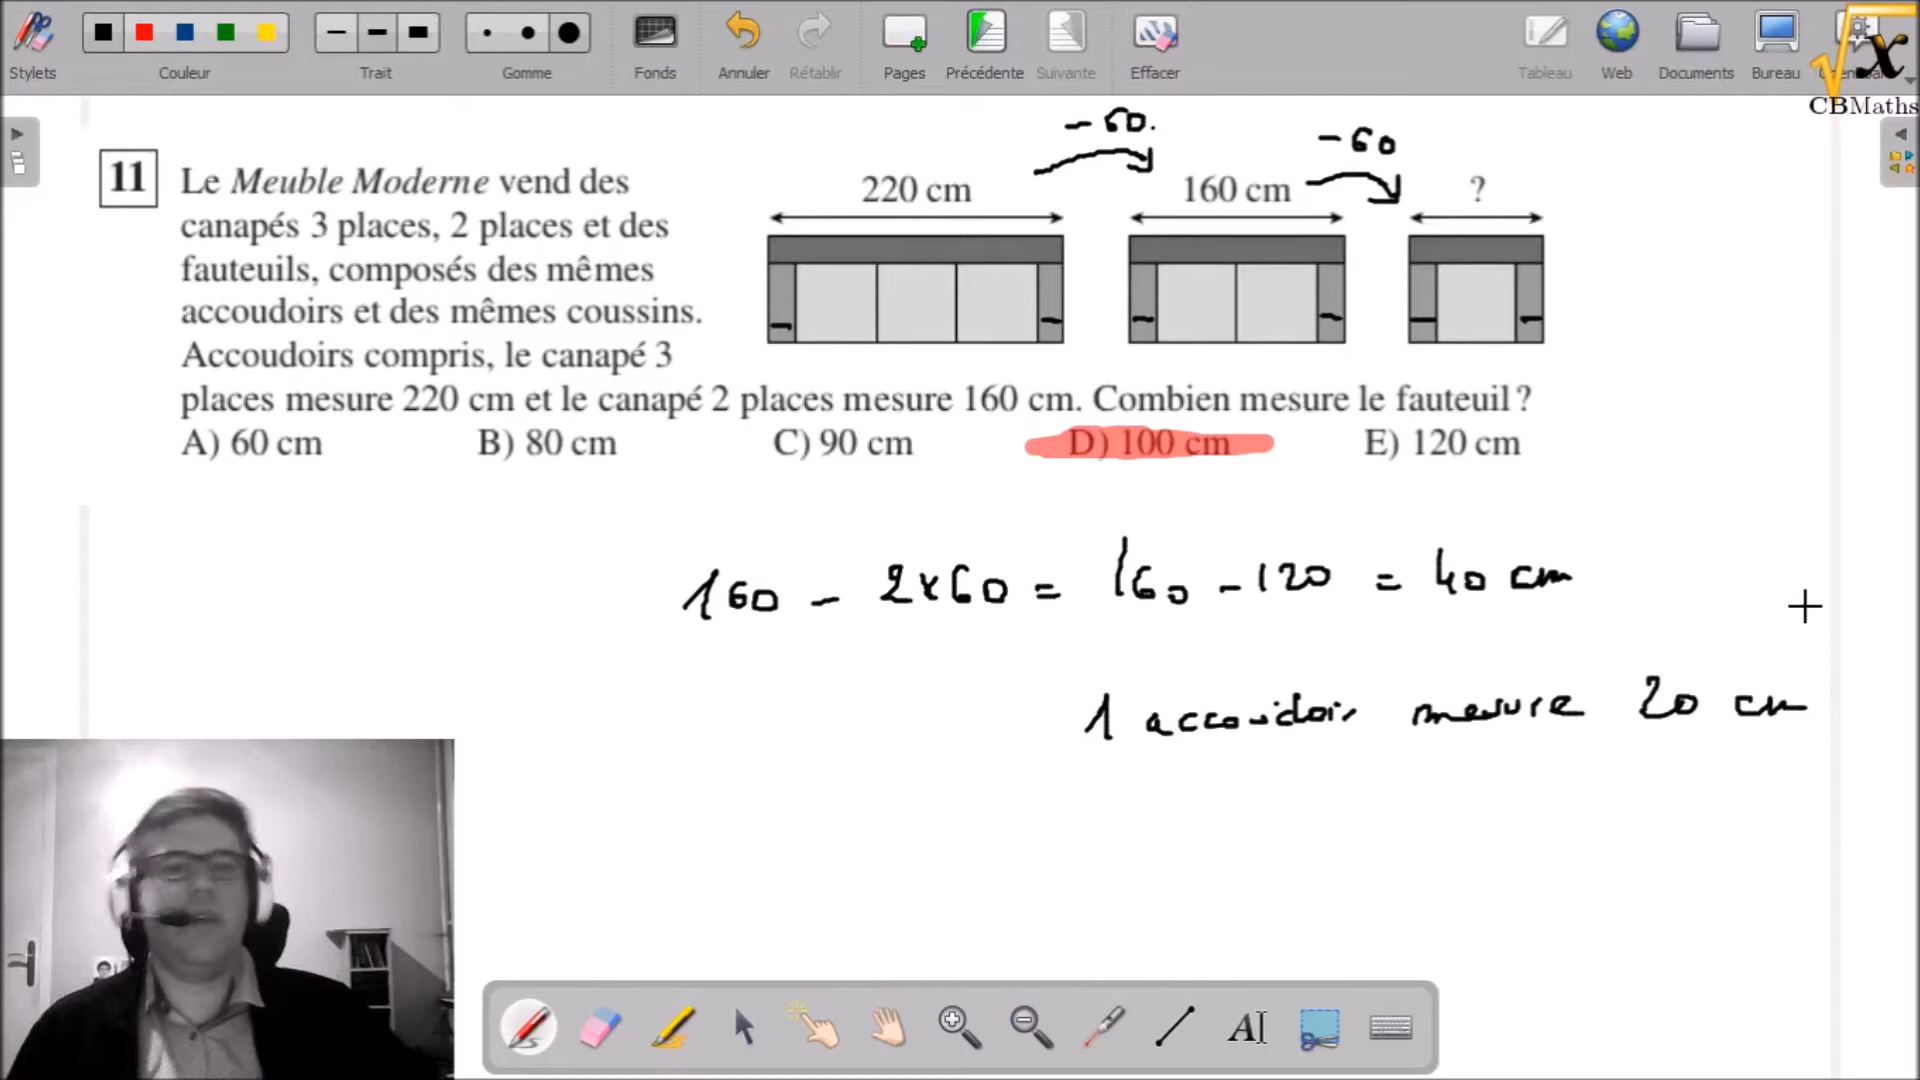 Stylets Couleur Trait Gomme Fonds Annuler Rétablir Pages Précédente Suivante Effacer Tableau Web Documents Bureau
x
CBMaths
- 60.
- 60
11 Le Meuble Moderne vend des
canapés 3 places, 2 places et des
fauteuils, composés des mêmes
accoudoirs et des mêmes coussins.
Accoudoirs compris, le canapé 3
places mesure 220 cm et le canapé 2 places mesure 160 cm. Combien mesure le fauteuil ?
220 cm 160 cm ?
A) 60 cm B) 80 cm C) 90 cm D) 100 cm E) 120 cm
160 - 2x60 = 160 - 120 = 40 cm
1 accoudoir mesure 20 cm
AI